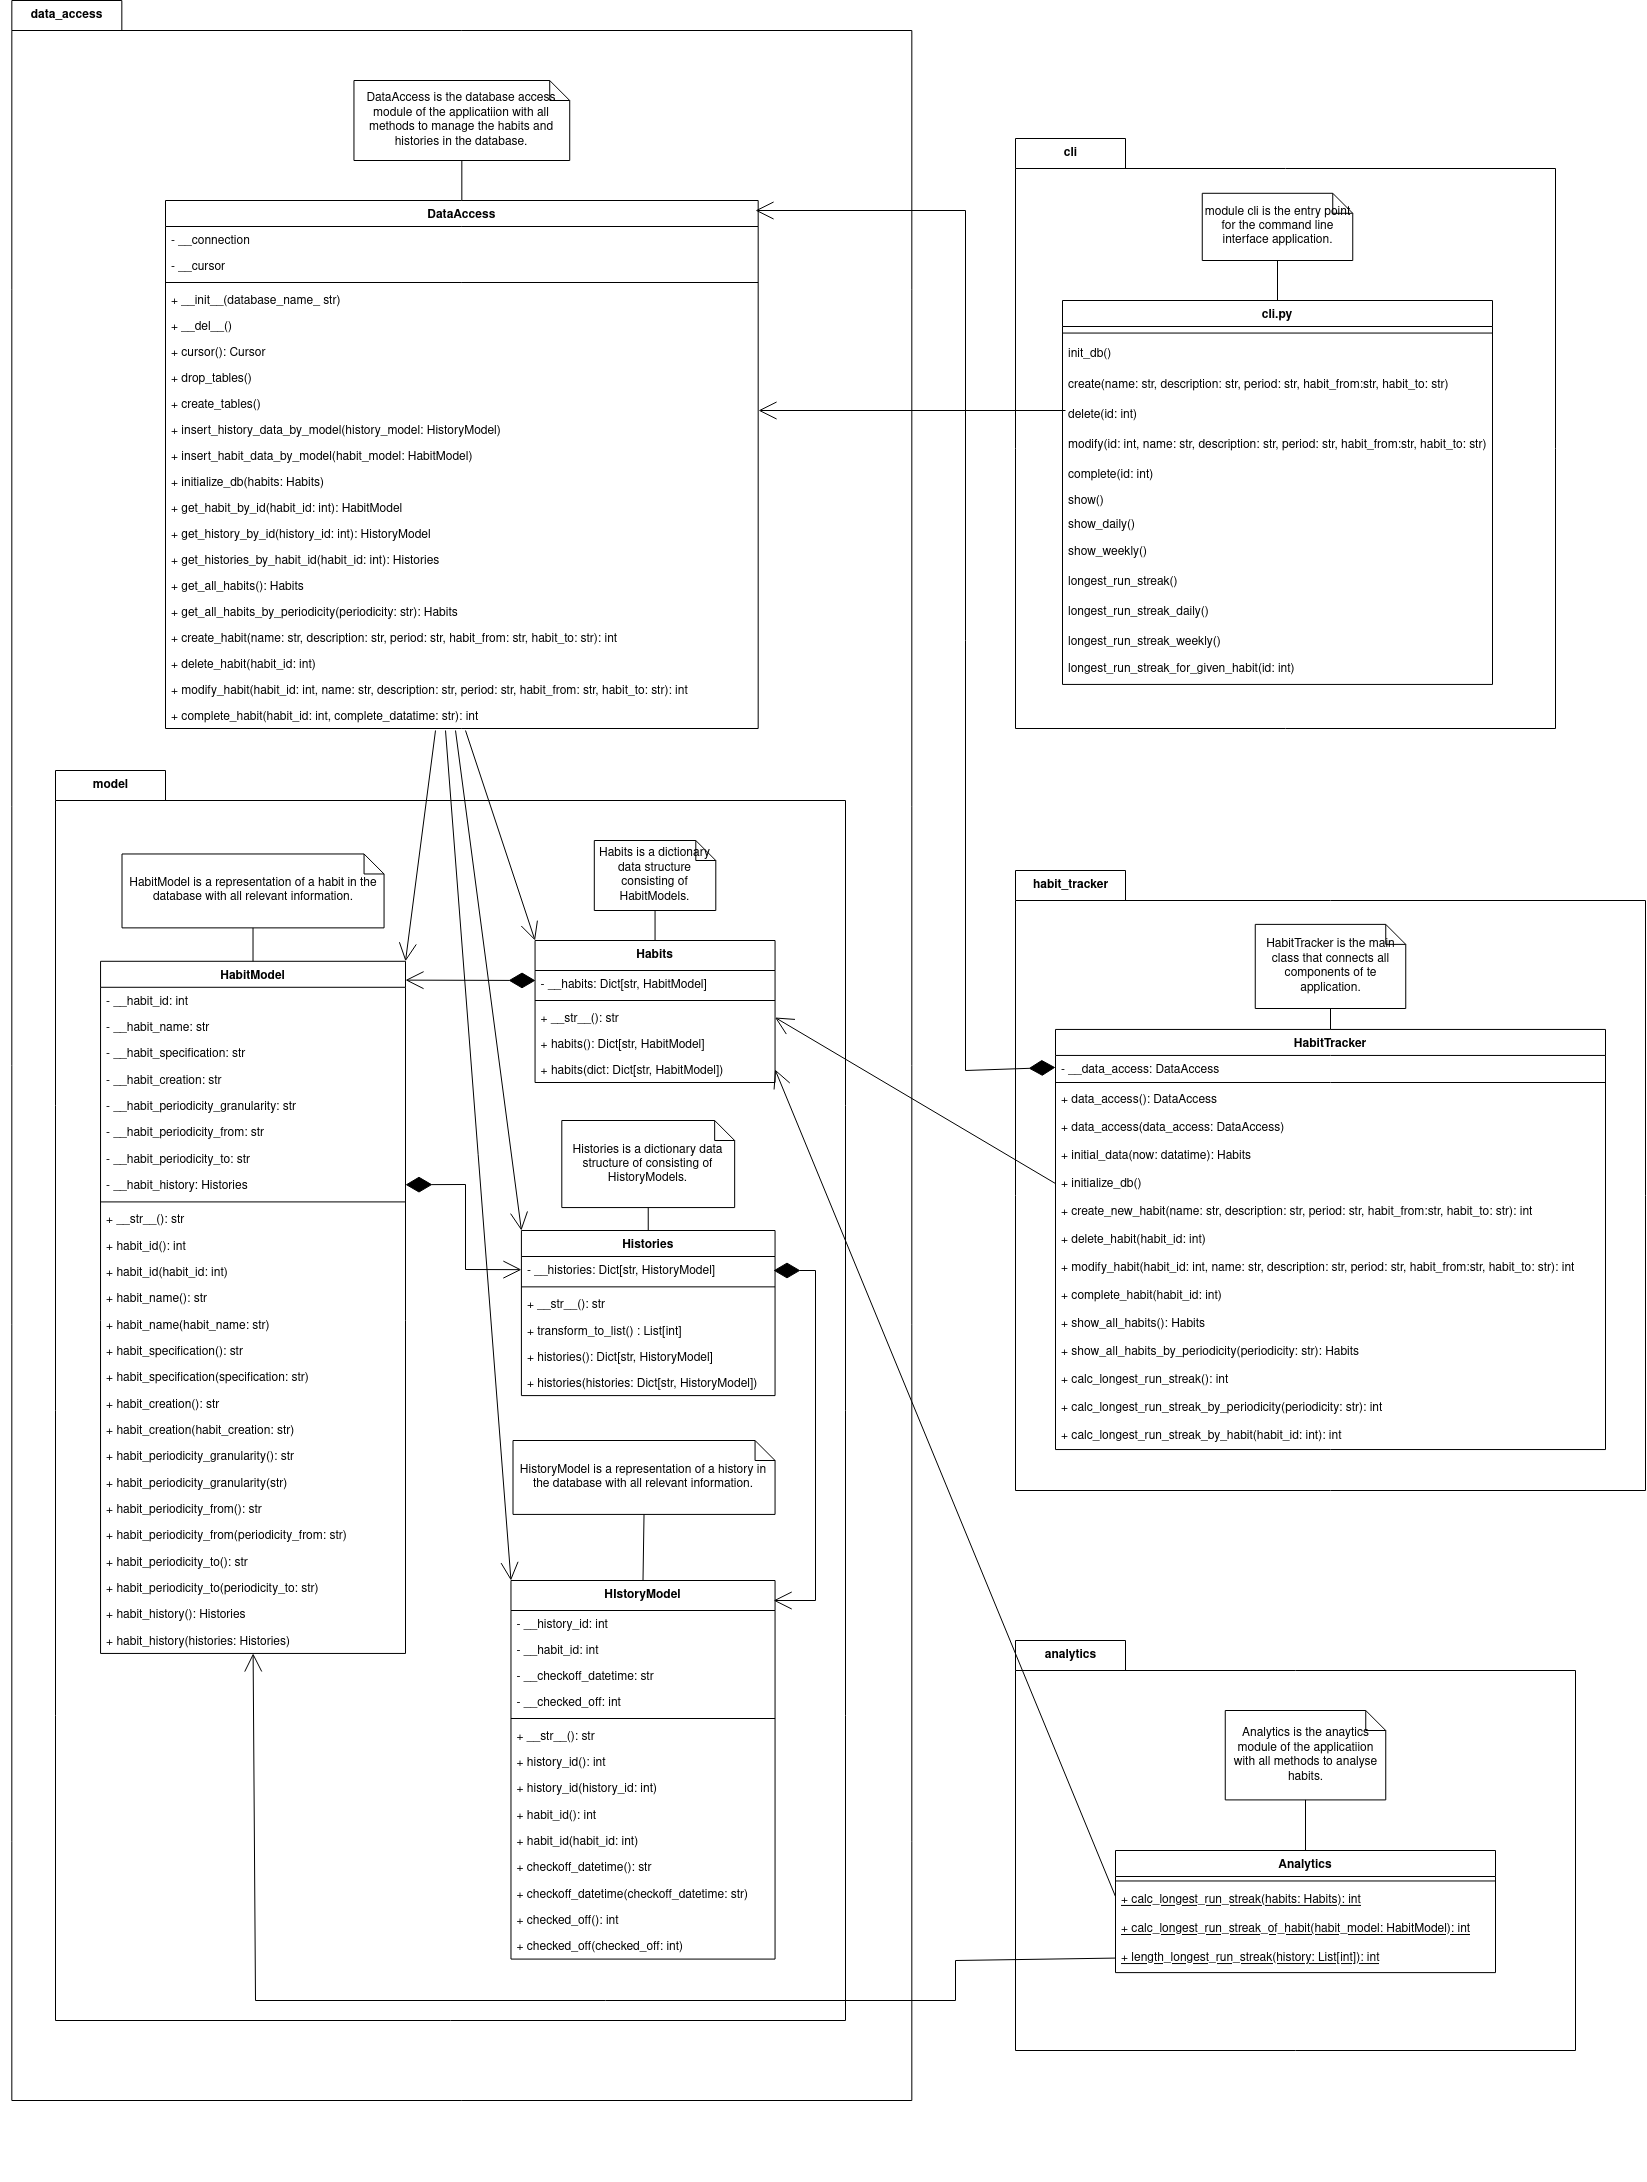 data_access
DataAccess is the database access
module of the applicatiion with all
methods to manage the habits and
histories in the database.
DataAccess
- __connection
- __cursor
+ __init__(database_name_ str)
+ __del__()
+ cursor(): Cursor
+ drop_tables()
+ create_tables()
+ insert_history_data_by_model(history_model: HistoryModel)
+ insert_habit_data_by_model(habit_model: HabitModel)
+ initialize_db(habits: Habits)
+ get_habit_by_id(habit_id: int): HabitModel
+ get_history_by_id(history_id: int): HistoryModel
+ get_histories_by_habit_id(habit_id: int): Histories
+ get_all_habits(): Habits
+ get_all_habits_by_periodicity(periodicity: str): Habits
+ create_habit(name: str, description: str, period: str, habit_from: str, habit_to: str): int
+ delete_habit(habit_id: int)
+ modify_habit(habit_id: int, name: str, description: str, period: str, habit_from: str, habit_to: str): int
+ complete_habit(habit_id: int, complete_datatime: str): int
cli
module cli is the entry point
for the command line
interface application.
cli.py
init_db()
create(name: str, description: str, period: str, habit_from:str, habit_to: str)
delete(id: int)
modify(id: int, name: str, description: str, period: str, habit_from:str, habit_to: str)
complete(id: int)
show()
show_daily()
show_weekly()
longest_run_streak()
longest_run_streak_daily()
longest_run_streak_weekly()
longest_run_streak_for_given_habit(id: int)
model
HabitModel is a representation of a habit in the
database with all relevant information.
HabitModel
- __habit_id: int
- __habit_name: str
- __habit_specification: str
- __habit_creation: str
- __habit_periodicity_granularity: str
- __habit_periodicity_from: str
- __habit_periodicity_to: str
- __habit_history: Histories
+ __str__(): str
+ habit_id(): int
+ habit_id(habit_id: int)
+ habit_name(): str
+ habit_name(habit_name: str)
+ habit_specification(): str
+ habit_specification(specification: str)
+ habit_creation(): str
+ habit_creation(habit_creation: str)
+ habit_periodicity_granularity(): str
+ habit_periodicity_granularity(str)
+ habit_periodicity_from(): str
+ habit_periodicity_from(periodicity_from: str)
+ habit_periodicity_to(): str
+ habit_periodicity_to(periodicity_to: str)
+ habit_history(): Histories
+ habit_history(histories: Histories)
Habits is a dictionary
data structure
consisting of
HabitModels.
Habits
- __habits: Dict[str, HabitModel]
+ __str__(): str
+ habits(): Dict[str, HabitModel]
+ habits(dict: Dict[str, HabitModel])
Histories is a dictionary data
structure of consisting of
HistoryModels.
Histories
- __histories: Dict[str, HistoryModel]
+ __str__(): str
+ transform_to_list() : List[int]
+ histories(): Dict[str, HistoryModel]
+ histories(histories: Dict[str, HistoryModel])
HistoryModel is a representation of a history in
the database with all relevant information.
HIstoryModel
- __history_id: int
- __habit_id: int
- __checkoff_datetime: str
- __checked_off: int
+ __str__(): str
+ history_id(): int
+ history_id(history_id: int)
+ habit_id(): int
+ habit_id(habit_id: int)
+ checkoff_datetime(): str
+ checkoff_datetime(checkoff_datetime: str)
+ checked_off(): int
+ checked_off(checked_off: int)
habit_tracker
HabitTracker is the main
class that connects all
components of te
application.
HabitTracker
- __data_access: DataAccess
+ data_access(): DataAccess
+ data_access(data_access: DataAccess)
+ initial_data(now: datatime): Habits
+ initialize_db()
+ create_new_habit(name: str, description: str, period: str, habit_from:str, habit_to: str): int
+ delete_habit(habit_id: int)
+ modify_habit(habit_id: int, name: str, description: str, period: str, habit_from:str, habit_to: str): int
+ complete_habit(habit_id: int)
+ show_all_habits(): Habits
+ show_all_habits_by_periodicity(periodicity: str): Habits
+ calc_longest_run_streak(): int
+ calc_longest_run_streak_by_periodicity(periodicity: str): int
+ calc_longest_run_streak_by_habit(habit_id: int): int
analytics
Analytics is the anaytics
module of the applicatiion
with all methods to analyse
habits.
Analytics
+ calc_longest_run_streak(habits: Habits): int
+ calc_longest_run_streak_of_habit(habit_model: HabitModel): int
+ length_longest_run_streak(history: List[int]): int